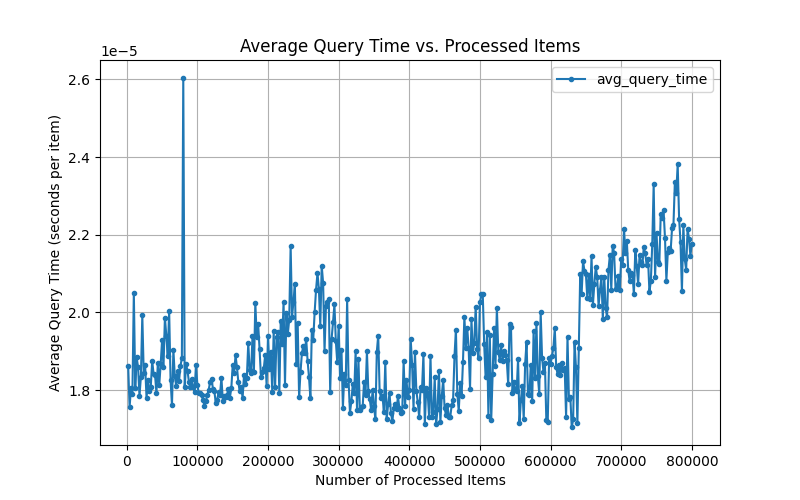 Average Query Time vs. Processed Items
1e−5
avg_query_time
2.6
2.4
2.2
2.0
1.8
Average Query Time (seconds per item)
0 100000 200000 300000 400000 500000 600000 700000 800000
Number of Processed Items